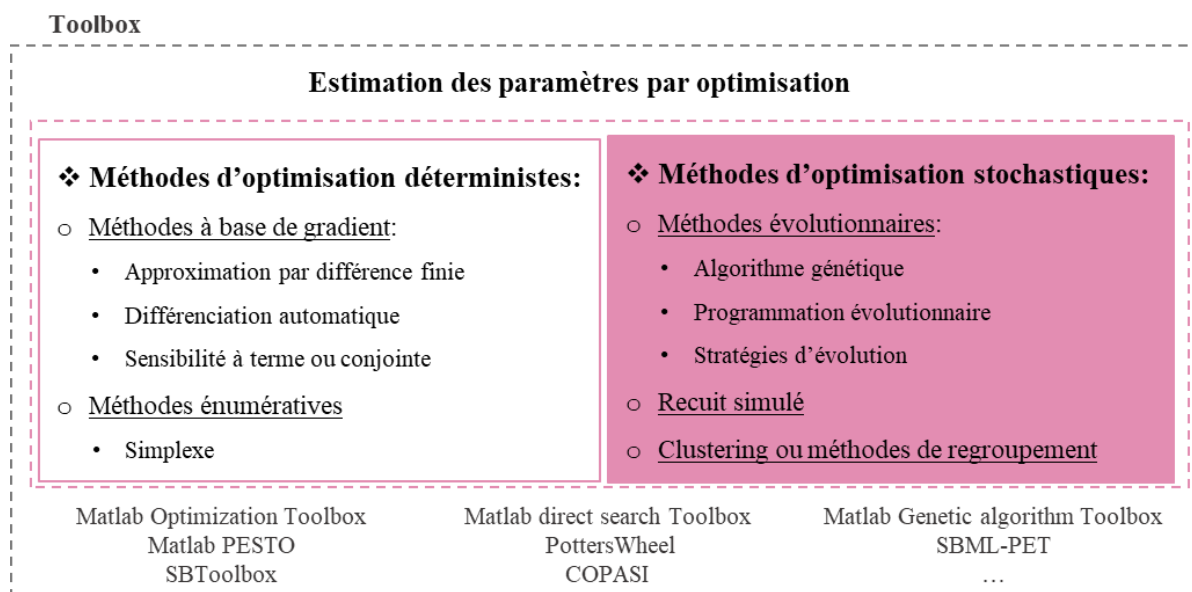 Toolbox
Estimation des paramètres par optimisation
❖ Méthodes d'optimisation déterministes:
o Méthodes à base de gradient:
• Approximation par différence finie
• Différenciation automatique
• Sensibilité à terme ou conjointe
o Méthodes énumératives
• Simplexe
❖ Méthodes d'optimisation stochastiques:
o Méthodes évolutionnaires:
• Algorithme génétique
• Programmation évolutionnaire
• Stratégies d'évolution
o Recuit simulé
o Clustering ou méthodes de regroupement
Matlab Optimization Toolbox
Matlab PESTO
SBToolbox
Matlab direct search Toolbox
PottersWheel
COPASI
Matlab Genetic algorithm Toolbox
SBML-PET
…